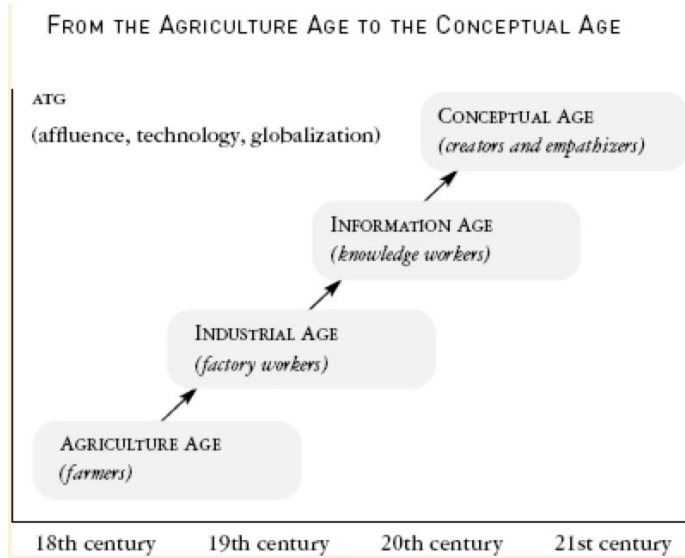 FROM THE AGRICULTURE AGE TO THE CONCEPTUAL AGE
ATG
(affluence, technology, globalization)
CONCEPTUAL AGE
(creators and empathizers)
INFORMATION AGE
(knowledge workers)
INDUSTRIAL AGE
(factory workers)
AGRICULTURE AGE
(farmers)
18th century 19th century 20th century 21st century